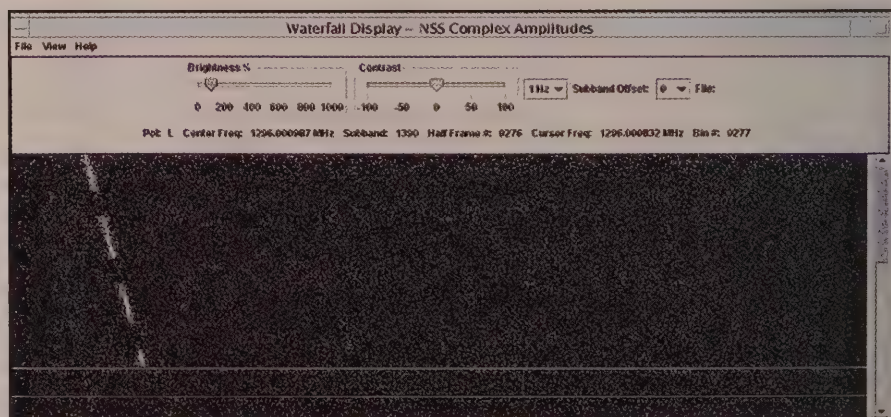 Waterfall Display – NSS Complex Amplitudes
File View Help
Brightness % Contrast
1 Hz Subband Offset: 0 File:
0 200 400 600 800 1000 -100 -50 0 50 100
Pol: L Center Freq: 1296.000987 MHz Subband: 1390 Half Frame #: 0276 Cursor Freq: 1296.000832 MHz Bin #: 0277